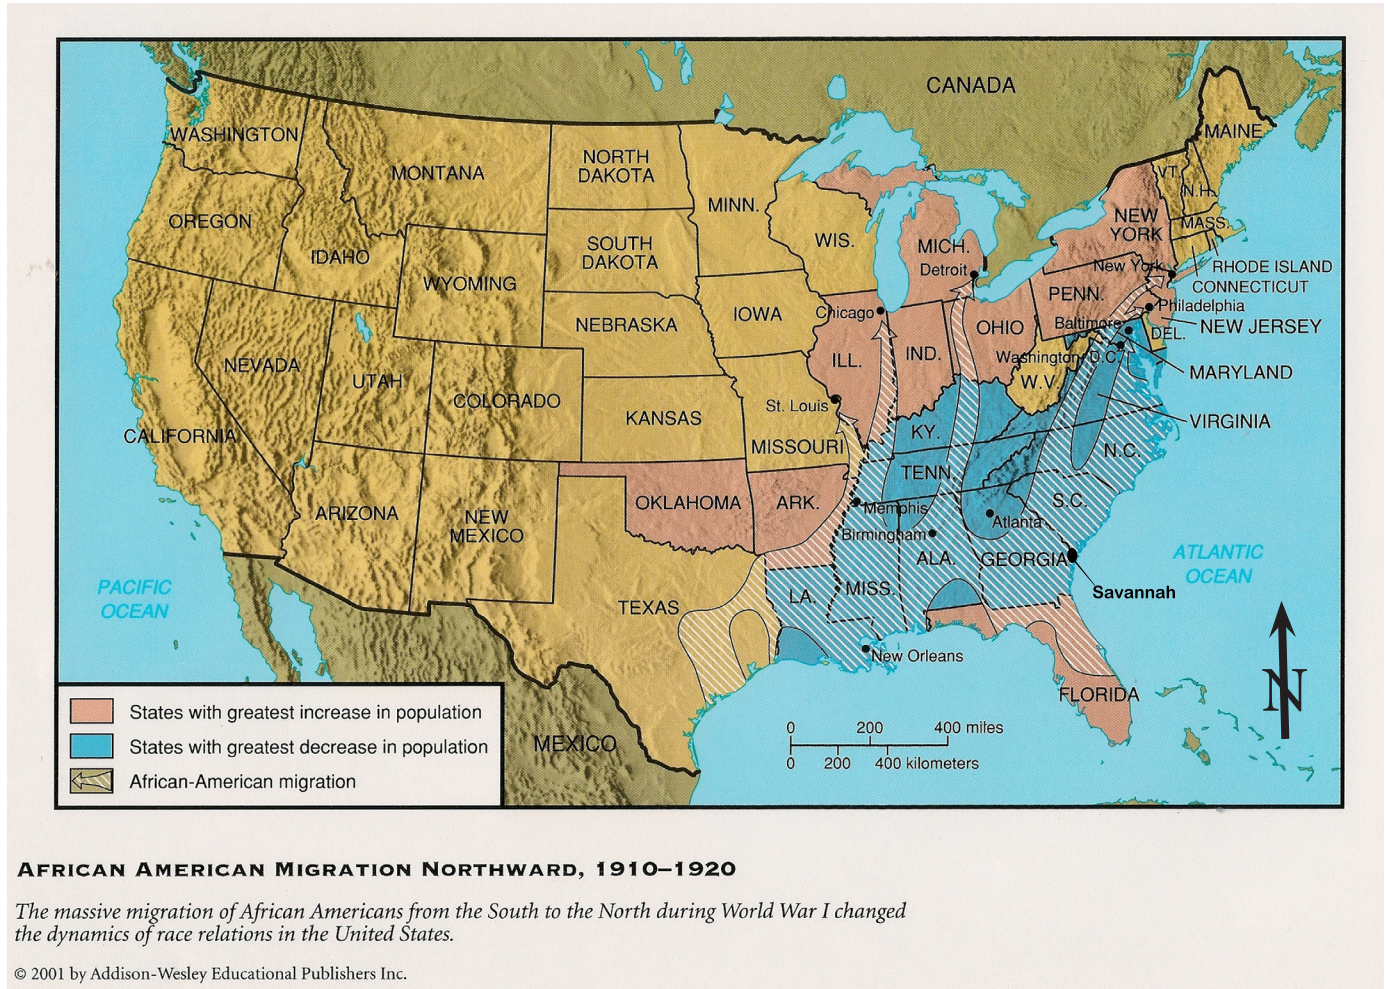 CANADA
WASHINGTON
MONTANA
NORTH
DAKOTA
MINN.
MAINE
VT.
N.H.
OREGON
IDAHO
WYOMING
SOUTH
DAKOTA
WIS.
MICH.
Detroit
NEW
YORK
MASS.
New York
RHODE ISLAND
CONNECTICUT
NEBRASKA
IOWA
Chicago
PENN.
Philadelphia
NEVADA
UTAH
COLORADO
ILL.
IND.
OHIO
Baltimore
DEL.
NEW JERSEY
Washington, D.C.
MARYLAND
W.V.
CALIFORNIA
KANSAS
St. Louis
MISSOURI
KY.
VIRGINIA
N.C.
ARIZONA
NEW
MEXICO
OKLAHOMA
ARK.
TENN.
Memphis
S.C.
Birmingham
Atlanta
ALA.
GEORGIA
ATLANTIC
OCEAN
PACIFIC
OCEAN
TEXAS
LA.
MISS.
Savannah
New Orleans
FLORIDA
N
MEXICO
States with greatest increase in population
States with greatest decrease in population
African-American migration
0 200 400 miles
0 200 400 kilometers
AFRICAN AMERICAN MIGRATION NORTHWARD, 1910–1920
The massive migration of African Americans from the South to the North during World War I changed
the dynamics of race relations in the United States.
© 2001 by Addison-Wesley Educational Publishers Inc.